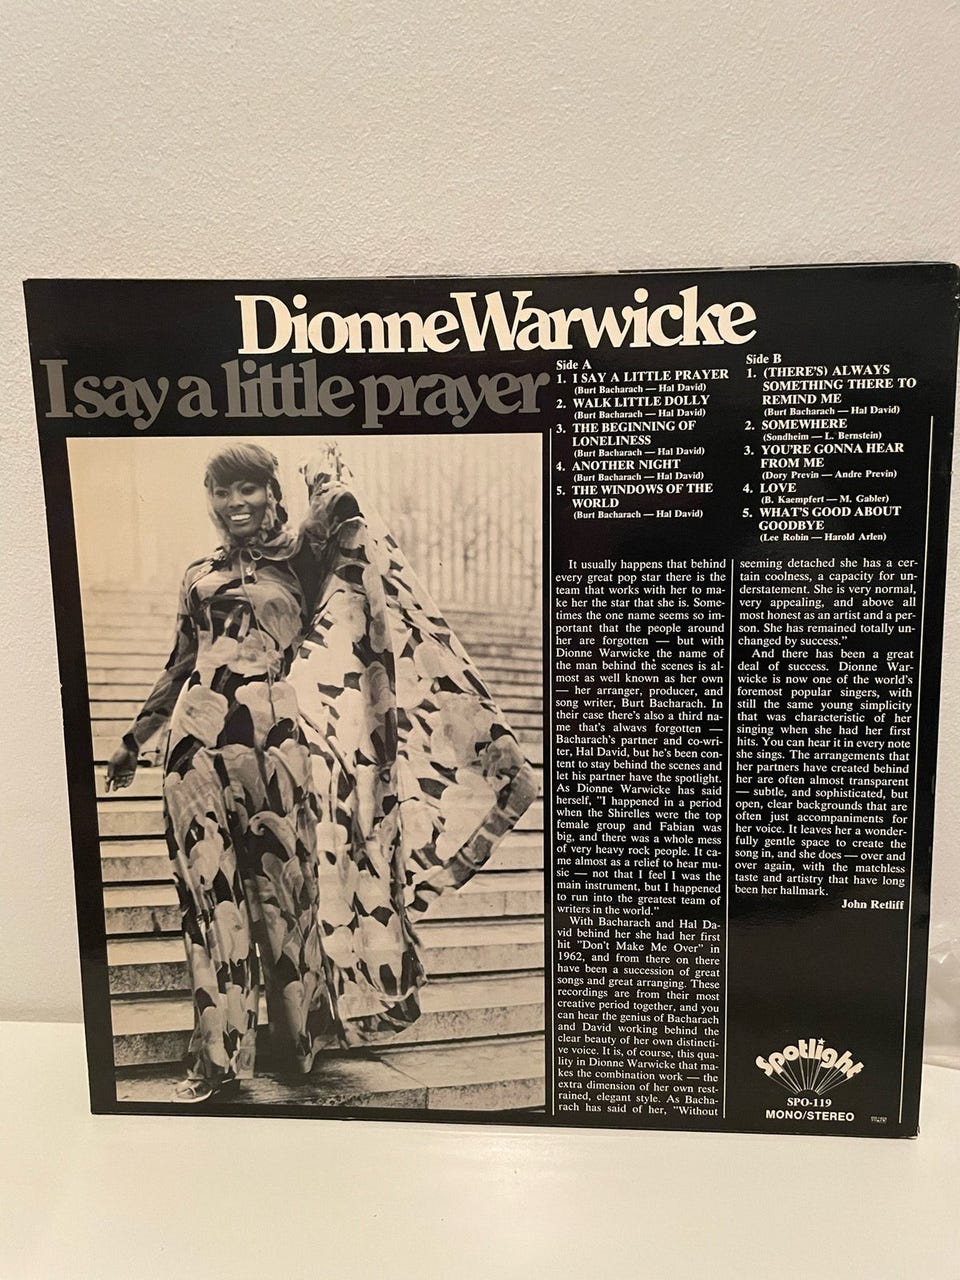 DionneWarwicke
I say a little prayer
Side A
1. I SAY A LITTLE PRAYER
(Burt Bacharach — Hal David)
2. WALK LITTLE DOLLY
(Burt Bacharach — Hal David)
3. THE BEGINNING OF
LONELINESS
(Burt Bacharach — Hal David)
4. ANOTHER NIGHT
(Burt Bacharach — Hal David)
5. THE WINDOWS OF THE
WORLD
(Burt Bacharach — Hal David)
Side B
1. (THERE'S) ALWAYS
SOMETHING THERE TO
REMIND ME
(Burt Bacharach — Hal David)
2. SOMEWHERE
(Sondheim — L. Bernstein)
3. YOU'RE GONNA HEAR
FROM ME
(Dory Previn — Andre Previn)
4. LOVE
(B. Kaempfert — M. Gabler)
5. WHAT'S GOOD ABOUT
GOODBYE
(Lee Robin — Harold Arlen)
It usually happens that behind
every great pop star there is the
team that works with her to ma-
ke her the star that she is. Some-
times the one name seems so im-
portant that the people around
her are forgotten — but with
Dionne Warwicke the name of
the man behind the scenes is al-
most as well known as her own
— her arranger, producer, and
song writer, Burt Bacharach. In
their case there's also a third na-
me that's always forgotten —
Bacharach's partner and co-wri-
ter, Hal David, but he's been con-
tent to stay behind the scenes and
let his partner have the spotlight.
As Dionne Warwicke has said
herself, "I happened in a period
when the Shirelles were the top
female group and Fabian was
big, and there was a whole mess
of very heavy rock people. It ca-
me almost as a relief to hear mu-
sic — not that I feel I was the
main instrument, but I happened
to run into the greatest team of
writers in the world."
With Bacharach and Hal Da-
vid behind her she had her first
hit "Don't Make Me Over" in
1962, and from there on there
have been a succession of great
songs and great arranging. These
recordings are from their most
creative period together, and you
can hear the genius of Bacharach
and David working behind the
clear beauty of her own distincti-
ve voice. It is, of course, this qua-
lity in Dionne Warwicke that ma-
kes the combination work — the
extra dimension of her own rest-
rained, elegant style. As Bacha-
rach has said of her, "Without
seeming detached she has a cer-
tain coolness, a capacity for un-
derstatement. She is very normal,
very appealing, and above all
most honest as an artist and a per-
son. She has remained totally un-
changed by success."
And there has been a great
deal of success. Dionne War-
wicke is now one of the world's
foremost popular singers, with
still the same young simplicity
that was characteristic of her
singing when she had her first
hits. You can hear it in every note
she sings. The arrangements that
her partners have created behind
her are often almost transparent
— subtle, and sophisticated, but
open, clear backgrounds that are
often just accompaniments for
her voice. It leaves her a wonder-
fully gentle space to create the
song in, and she does — over and
over again, with the matchless
taste and artistry that have long
been her hallmark.
John Retliff
Spotlight
SPO-119
MONO/STEREO